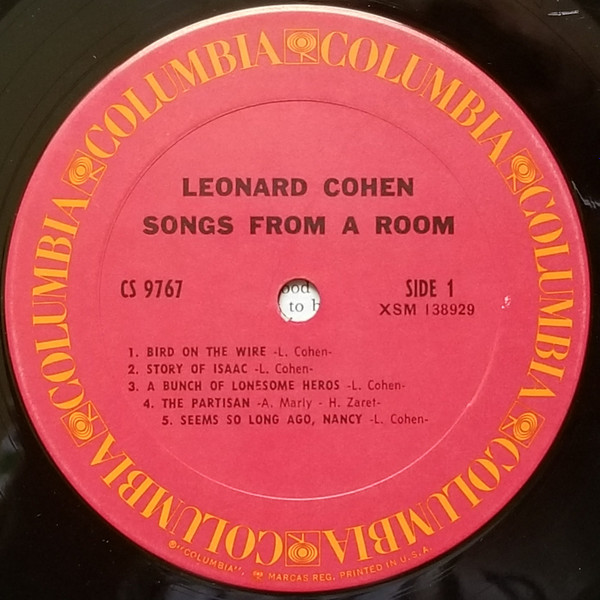 COLUMBIA COLUMBIA COLUMBIA COLUMBIA COLUMBIA COLUMBIA COLUMBIA COLUMBIA
LEONARD COHEN
SONGS FROM A ROOM
CS 9767
SIDE 1
XSM 138929
to
1. BIRD ON THE WIRE -L. Cohen-
2. STORY OF ISAAC -L. Cohen-
3. A BUNCH OF LONESOME HEROS -L. Cohen-
4. THE PARTISAN -A. Marly - H. Zaret-
5. SEEMS SO LONG AGO, NANCY -L. Cohen-
®"COLUMBIA", MARCAS REG. PRINTED IN U.S.A.